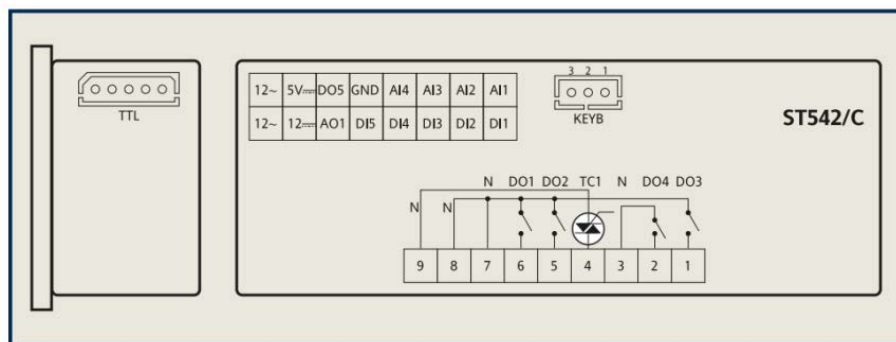 TTL
12~ 5V⎓ DO5 GND AI4 AI3 AI2 AI1
12~ 12⎓ AO1 DI5 DI4 DI3 DI2 DI1
3 2 1
KEYB
ST542/C
N DO1 DO2 TC1 N DO4 DO3
N N
9 8 7 6 5 4 3 2 1